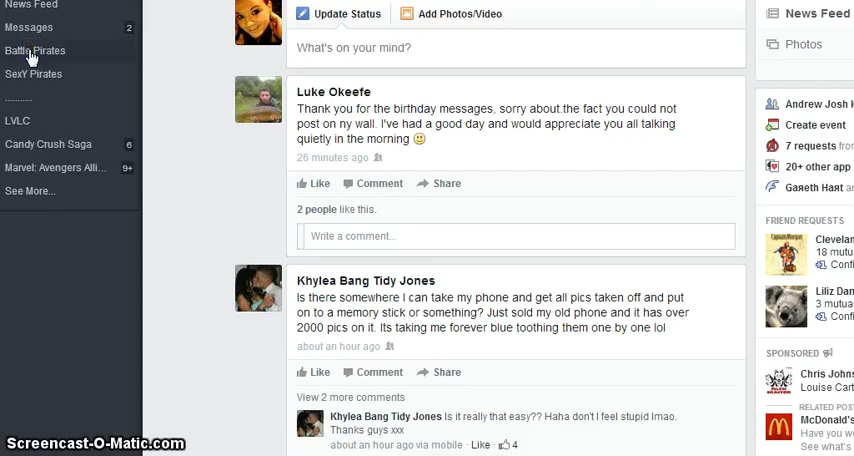 News Feed
Messages 2
Battle Pirates
SexY Pirates
............
LVLC
Candy Crush Saga 6
Marvel: Avengers Alli... 9+
See More...
Update Status Add Photos/Video
What's on your mind?
Luke Okeefe
Thank you for the birthday messages, sorry about.the fact you could not
post on ny wall. I've had a good day and would appreciate you all talking
quietly in the morning
26 minutes ago
Like Comment Share
2 people like this.
Write a comment...
Khylea Bang Tidy Jones
Is there somewhere I can take my phone and get all pics taken off and put
on to a memory stick or something? Just sold my old phone and it has over
2000 pics on it. Its taking me forever blue toothing them one by one lol
about an hour ago
Like Comment Share
View 2 more comments
Khylea Bang Tidy Jones Is it really that easy?? Haha don't I feel stupid lmao.
Thanks guys xxx
about an hour ago via mobile · Like · 4
News Feed
Photos
Andrew Josh
Create event
7 requests from
20+ other app
Gaяeth Haяt and
FRIEND REQUESTS
Cleveland
18 mutu
Confi
Liliz Dan
3 mutua
Confi
SPONSORED
Chris Johns
Louise Carte
RELATED POST
McDonald's
Have you we
See what's
Screencast-O-Matic.com